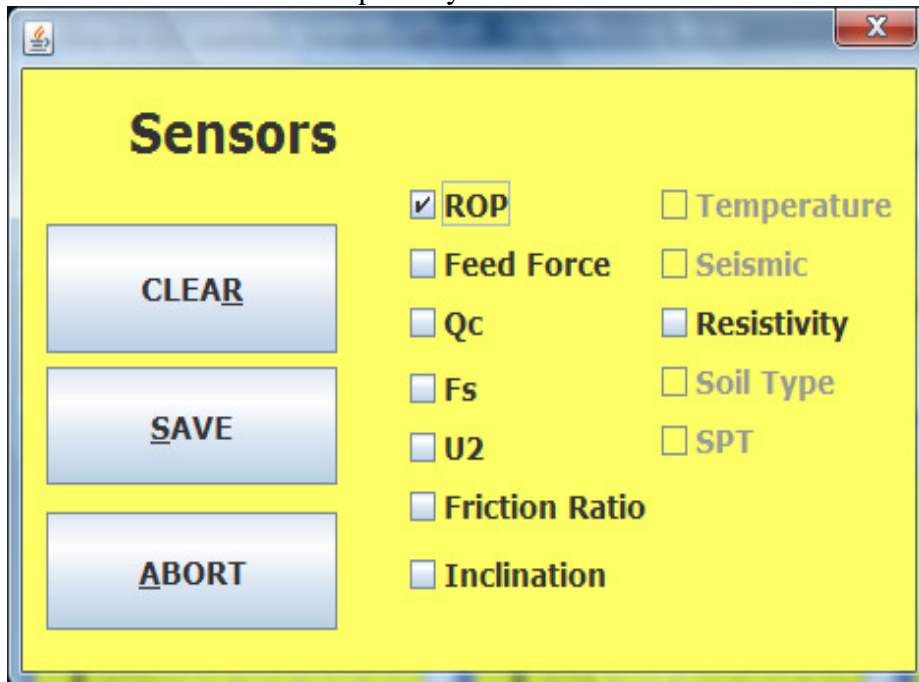 Sensors
CLEAR
SAVE
ABORT
ROP
Feed Force
Qc
Fs
U2
Friction Ratio
Inclination
Temperature
Seismic
Resistivity
Soil Type
SPT